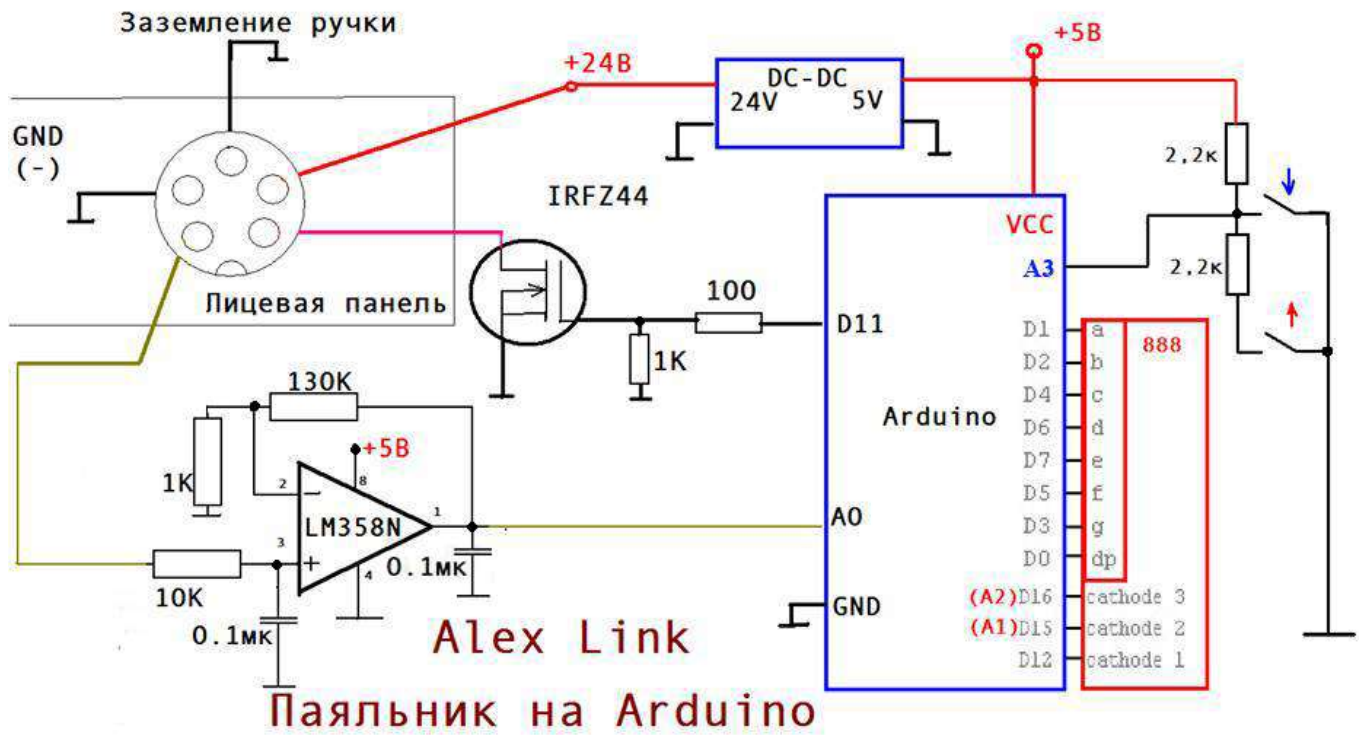 Заземление ручки
+5В
+24В
DC-DC
24V
5V
GND
(-)
2,2к
IRFZ44
VCC
A3
2,2к
Лицевая панель
100
D11
1K
D1
a
888
D2
b
130K
D4
c
Arduino
D6
d
+5В
D7
e
1K
2
8
D5
f
LM358N
1
A0
D3
g
3
4
0.1мк
D0
dp
10K
GND
(A2)
D16
cathode 3
0.1мк
Alex Link
(A1)
D15
cathode 2
D12
cathode 1
Паяльник на Arduino